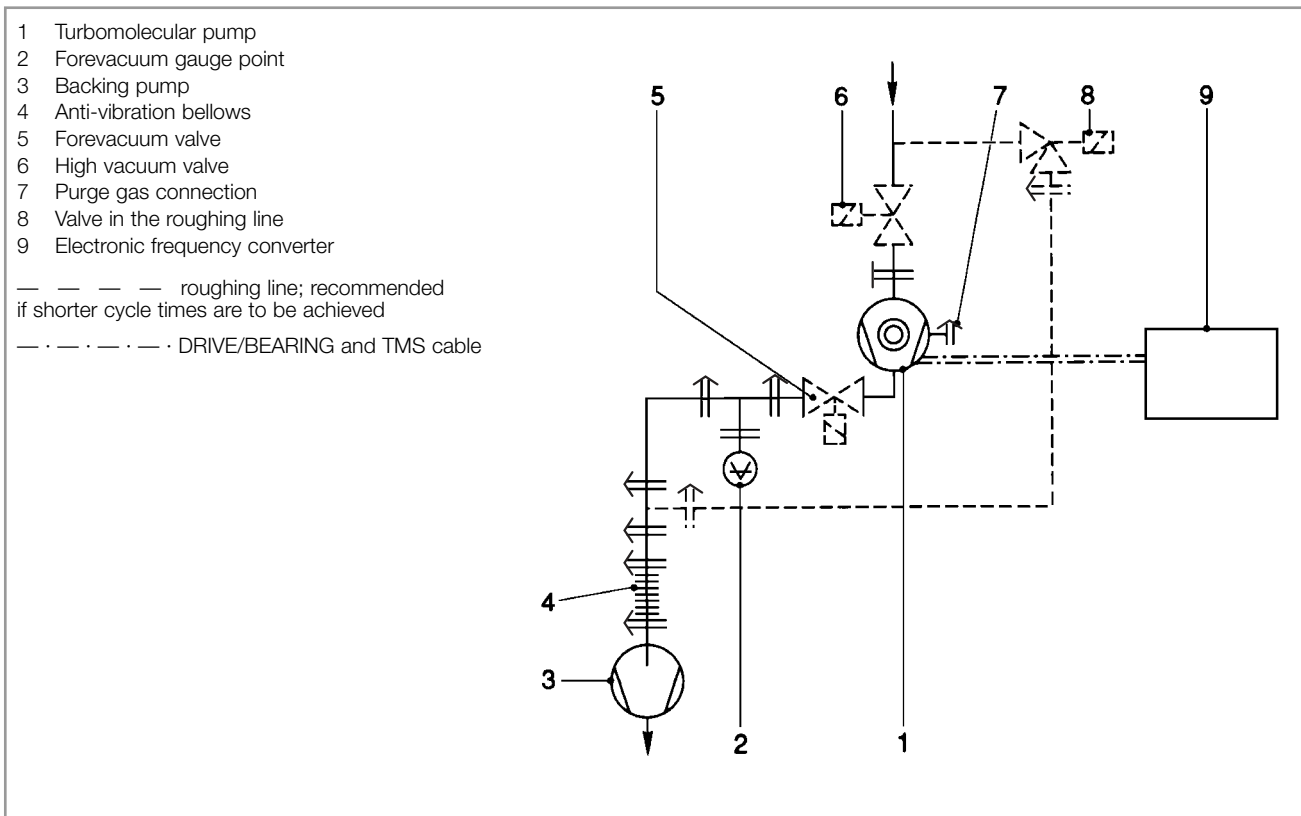 1 Turbomolecular pump
2 Forevacuum gauge point
3 Backing pump
4 Anti-vibration bellows
5 Forevacuum valve
6 High vacuum valve
7 Purge gas connection
8 Valve in the roughing line
9 Electronic frequency converter
— — — — roughing line; recommended
if shorter cycle times are to be achieved
— · — · — · — · DRIVE/BEARING and TMS cable
5
6
7
8
9
4
3
2
1